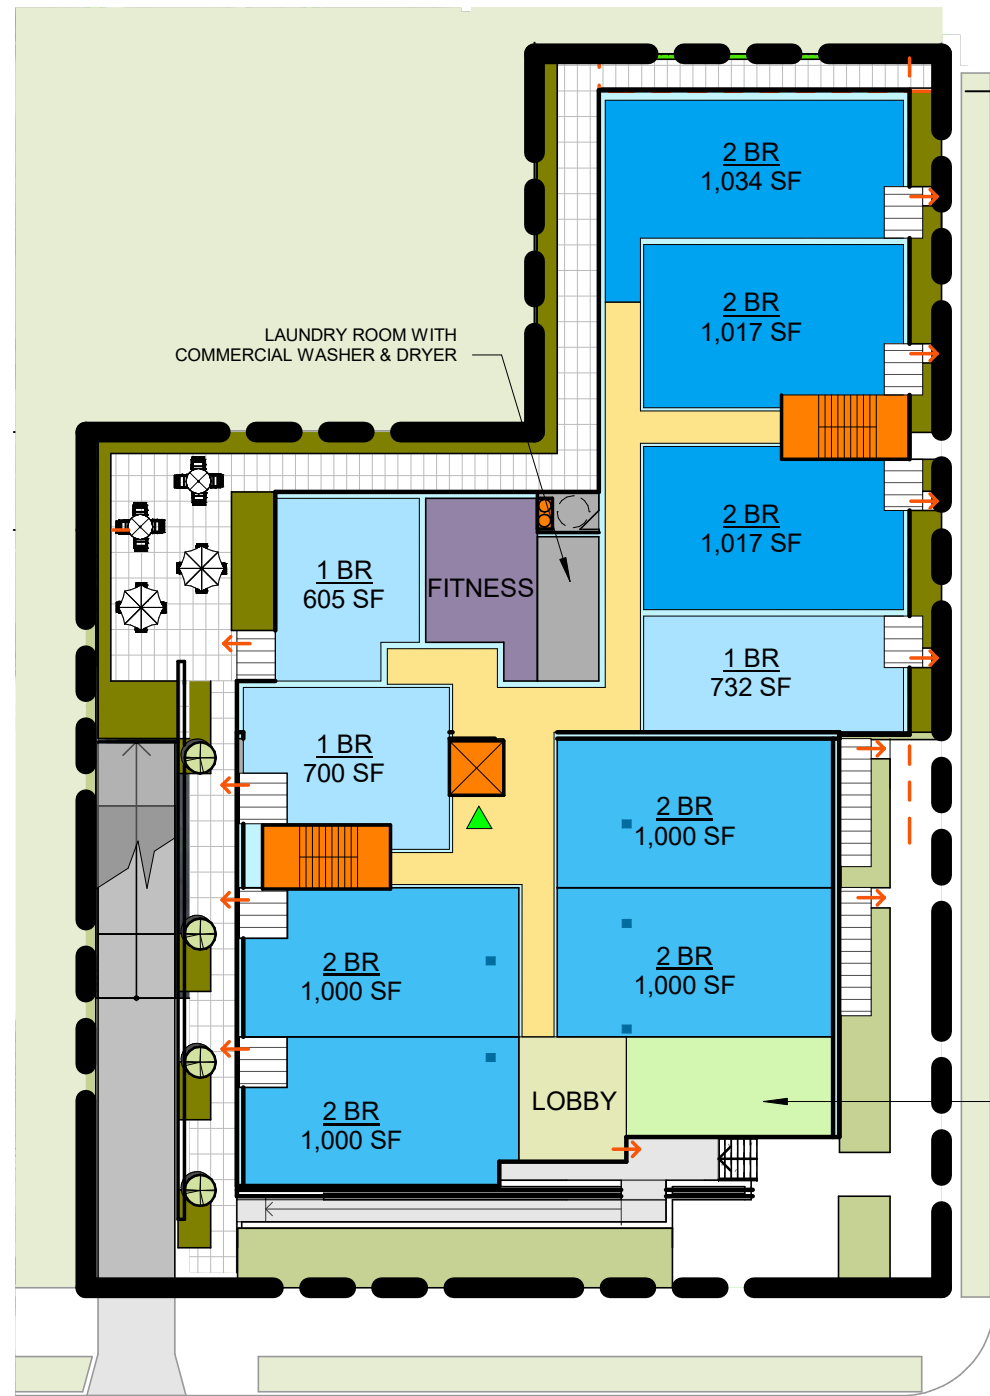 2 BR
1,034 SF
2 BR
1,017 SF
LAUNDRY ROOM WITH
COMMERCIAL WASHER & DRYER
2 BR
1,017 SF
1 BR
605 SF
FITNESS
1 BR
732 SF
1 BR
700 SF
2 BR
1,000 SF
2 BR
1,000 SF
2 BR
1,000 SF
2 BR
1,000 SF
LOBBY